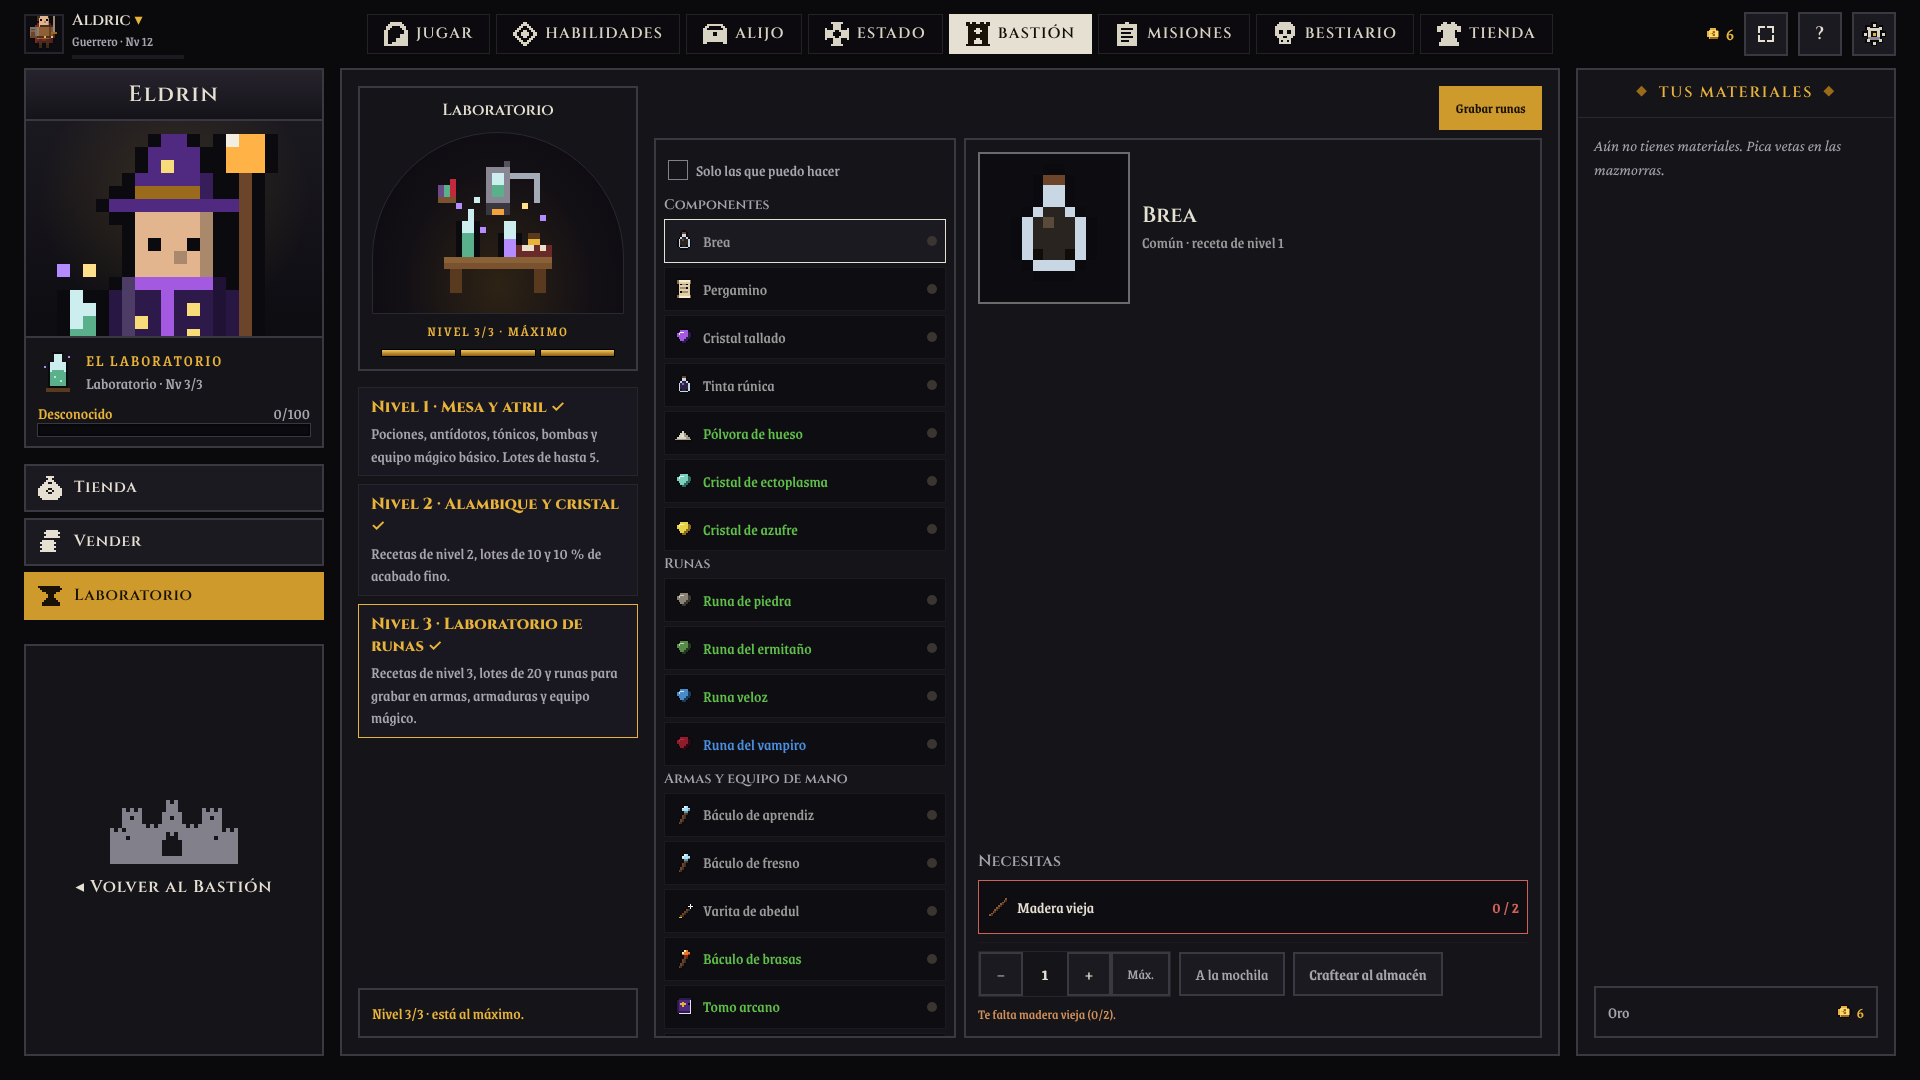 Aldric ▾
Guerrero · Nv 12
Jugar
Habilidades
Alijo
Estado
Bastión
Misiones
Bestiario
Tienda
6
?
Eldrin
El laboratorio
Laboratorio · Nv 3/3
Desconocido 0/100
Tienda
Vender
Laboratorio
◂ Volver al Bastión
Laboratorio
Nivel 3/3 · Máximo
Nivel 1 · Mesa y atril ✓
Pociones, antídotos, tónicos, bombas y
equipo mágico básico. Lotes de hasta 5.
Nivel 2 · Alambique y cristal
✓
Recetas de nivel 2, lotes de 10 y 10 % de
acabado fino.
Nivel 3 · Laboratorio de
runas ✓
Recetas de nivel 3, lotes de 20 y runas para
grabar en armas, armaduras y equipo
mágico.
Nivel 3/3 · está al máximo.
Solo las que puedo hacer
Componentes
Brea
Pergamino
Cristal tallado
Tinta rúnica
Pólvora de hueso
Cristal de ectoplasma
Cristal de azufre
Runas
Runa de piedra
Runa del ermitaño
Runa veloz
Runa del vampiro
Armas y equipo de mano
Báculo de aprendiz
Báculo de fresno
Varita de abedul
Báculo de brasas
Tomo arcano
Grabar runas
Brea
Común · receta de nivel 1
Necesitas
Madera vieja 0 / 2
− 1 + Máx. A la mochila Craftear al almacén
Te falta madera vieja (0/2).
◆ Tus materiales ◆
Aún no tienes materiales. Pica vetas en las
mazmorras.
Oro 6